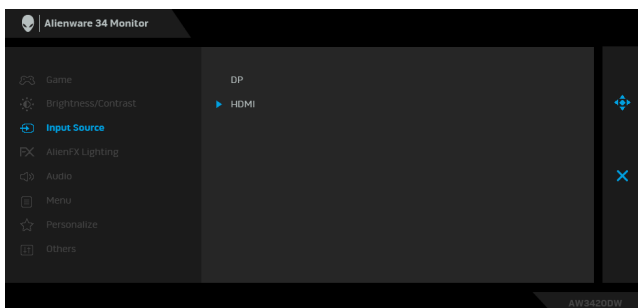 Alienware 34 Monitor
Game
Brightness/Contrast
Input Source
AlienFX Lighting
Audio
Menu
Personalize
Others
DP
HDMI
AW3420DW